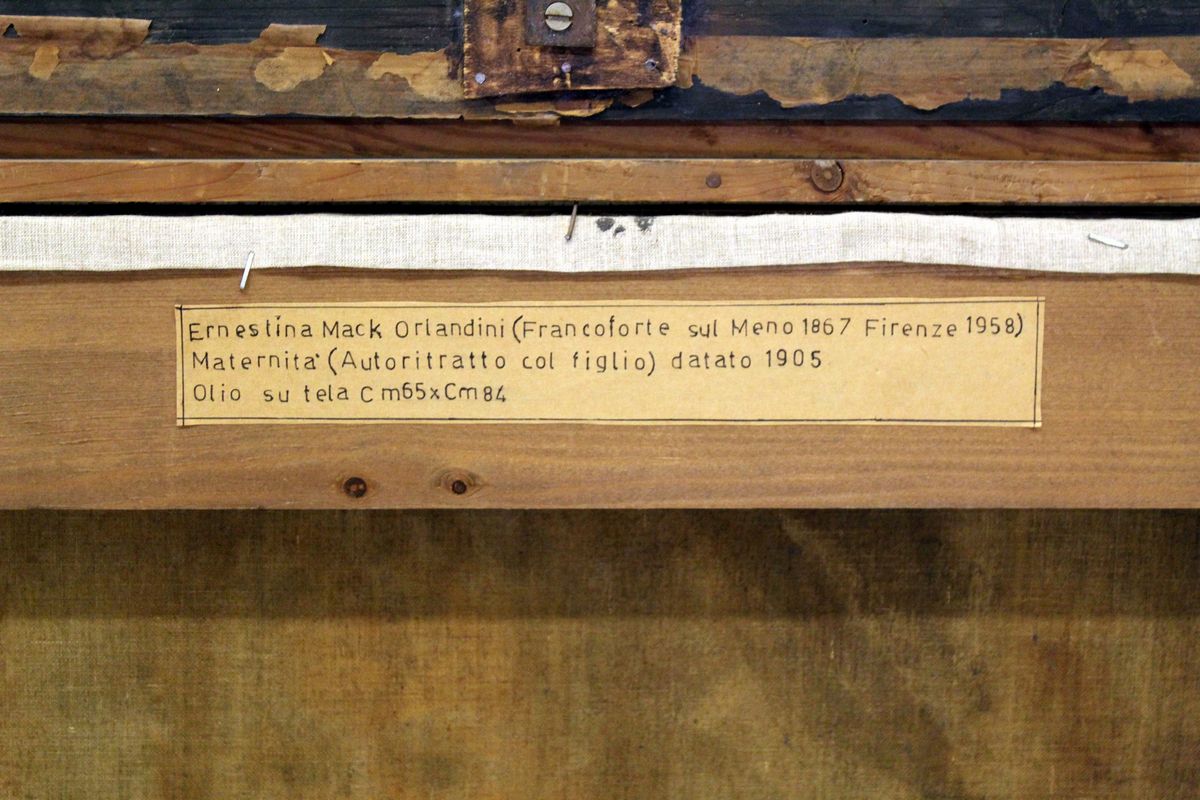 Ernestina Mack Orlandini (Francoforte sul Meno 1867 Firenze 1958)
Maternita' (Autoritratto col figlio) datato 1905
Olio su tela Cm65xCm84